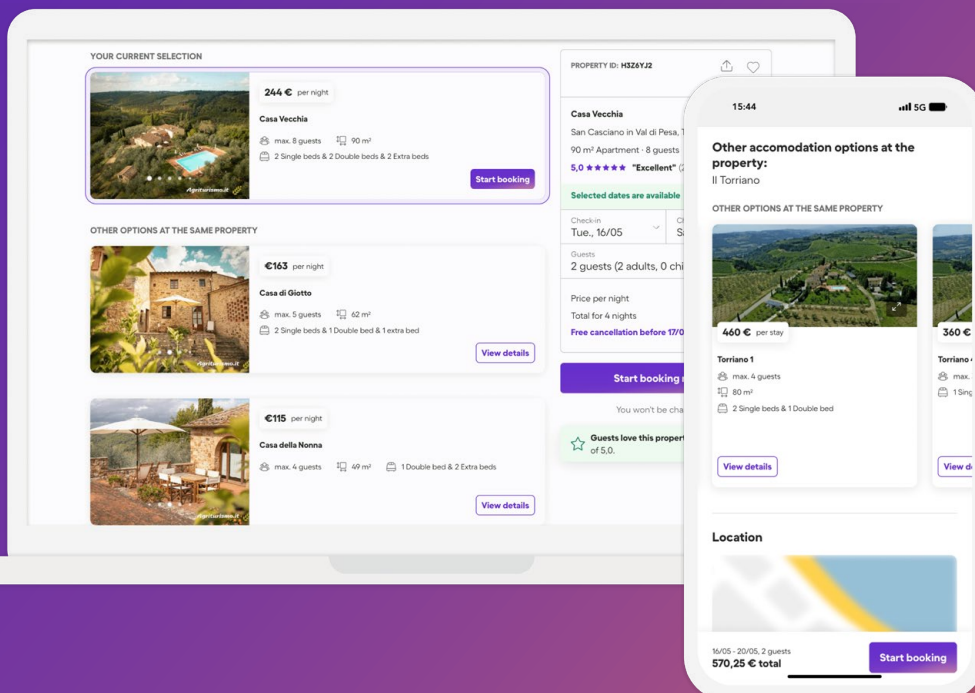 YOUR CURRENT SELECTION
244 € per night
Casa Vecchia
max. 8 guests 90 m²
2 Single beds & 2 Double beds & 2 Extra beds
Start booking
Agriturismo.it
OTHER OPTIONS AT THE SAME PROPERTY
€163 per night
Casa di Giotto
max. 5 guests 62 m²
2 Single beds & 1 Double bed & 1 extra bed
View details
Agriturismo.it
€115 per night
Casa della Nonna
max. 4 guests 49 m² 1 Double bed & 2 Extra beds
View details
Agriturismo.it
PROPERTY ID: H3Z6YJ2
Casa Vecchia
San Casciano in Val di Pesa,
90 m² Apartment · 8 guests
5,0 ★★★★★ "Excellent"
Selected dates are available
Check-in
Tue., 16/05
Guests
2 guests (2 adults, 0 chi
Price per night
Total for 4 nights
Free cancellation before 17/0
Start booking
You won't be cha
Guests love this proper
of 5,0.
15:44 5G
Other accomodation options at the
property:
Il Torriano
OTHER OPTIONS AT THE SAME PROPERTY
460 € per stay
Torriano 1
max. 4 guests
80 m²
2 Single beds & 1 Double bed
View details
360 €
Torriano
max.
1 Sing
View d
Location
16/05 - 20/05, 2 guests
570,25 € total
Start booking